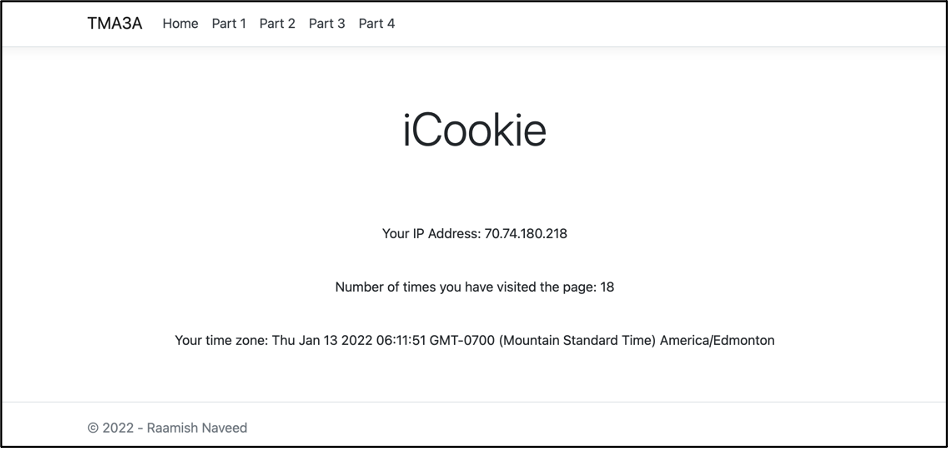 TMA3A Home Part 1 Part 2 Part 3 Part 4
iCookie
Your IP Address: 70.74.180.218
Number of times you have visited the page: 18
Your time zone: Thu Jan 13 2022 06:11:51 GMT-0700 (Mountain Standard Time) America/Edmonton
© 2022 - Raamish Naveed